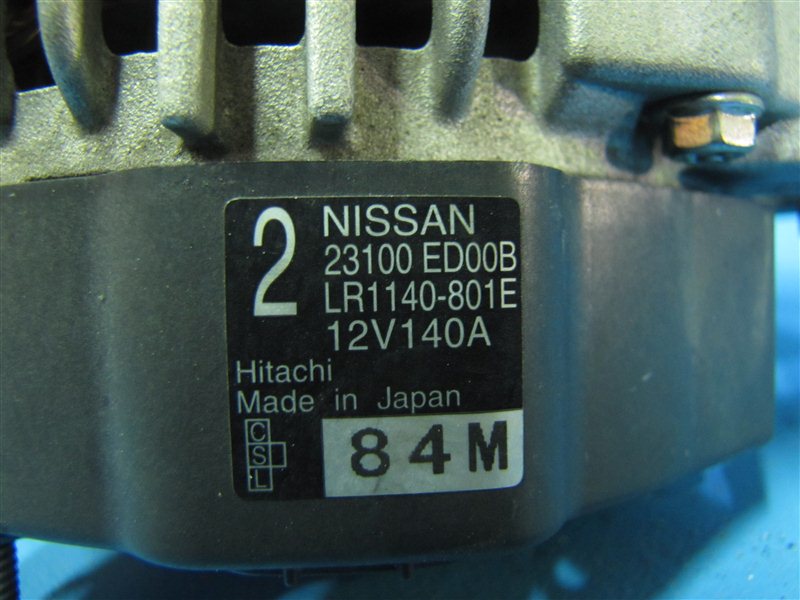 2
NISSAN
23100 ED00B
LR1140-801E
12V140A
Hitachi
Made in Japan
C
S
L
84M